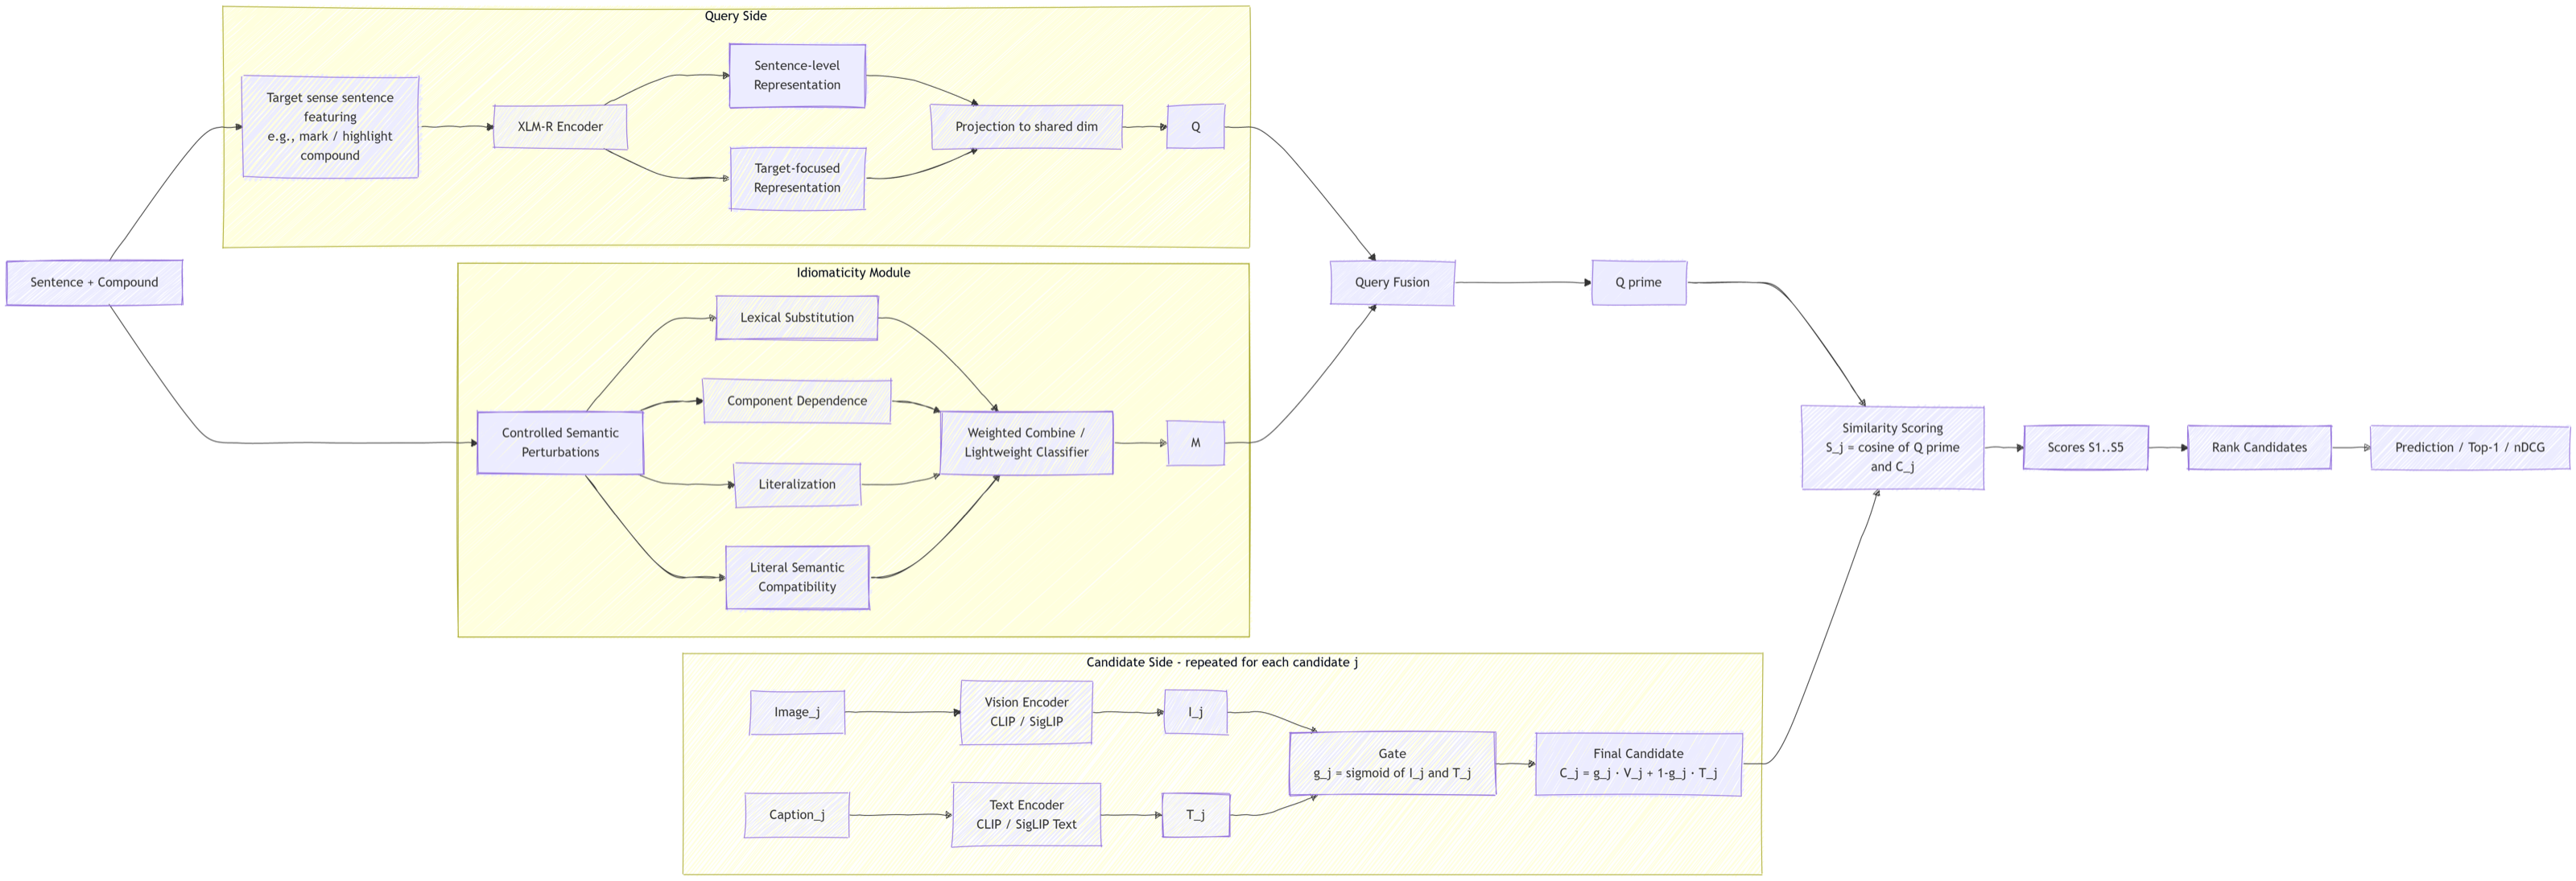 Query Side
Target sense sentence
featuring
e.g., mark / highlight
compound
XLM-R Encoder
Sentence-level
Representation
Target-focused
Representation
Projection to shared dim
Q
Sentence + Compound
Idiomaticity Module
Controlled Semantic
Perturbations
Lexical Substitution
Component Dependence
Literalization
Literal Semantic
Compatibility
Weighted Combine /
Lightweight Classifier
M
Query Fusion
Q prime
Candidate Side - repeated for each candidate j
Image_j
Vision Encoder
CLIP / SigLIP
I_j
Caption_j
Text Encoder
CLIP / SigLIP Text
T_j
Gate
g_j = sigmoid of I_j and T_j
Final Candidate
C_j = g_j · V_j + 1-g_j · T_j
Similarity Scoring
S_j = cosine of Q prime
and C_j
Scores S1..S5
Rank Candidates
Prediction / Top-1 / nDCG